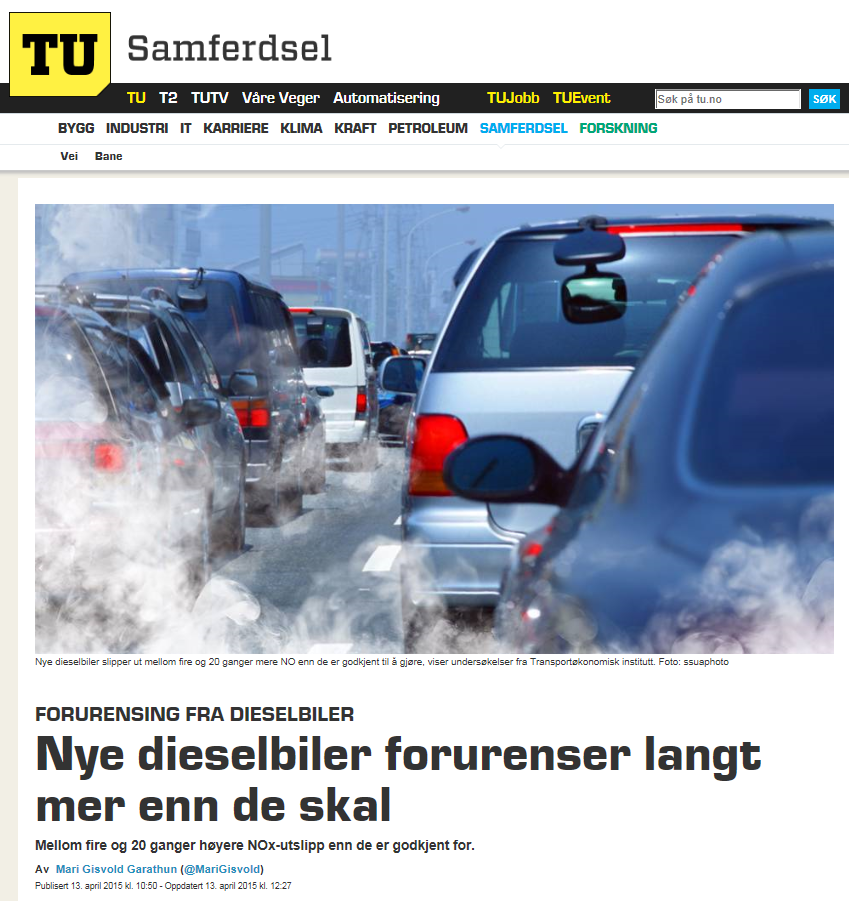 TU
Samferdsel
TU T2 TUTV Våre Veger Automatisering TUJobb TUEvent Søk på tu.no SØK
BYGG INDUSTRI IT KARRIERE KLIMA KRAFT PETROLEUM SAMFERDSEL FORSKNING
Vei Bane
Nye dieselbiler slipper ut mellom fire og 20 ganger mere NO enn de er godkjent til å gjøre, viser undersøkelser fra Transportøkonomisk institutt. Foto: ssuaphoto
FORURENSING FRA DIESELBILER
Nye dieselbiler forurenser langt
mer enn de skal
Mellom fire og 20 ganger høyere NOx-utslipp enn de er godkjent for.
Av Mari Gisvold Garathun (@MariGisvold)
Publisert 13. april 2015 kl. 10:50 - Oppdatert 13. april 2015 kl. 12:27